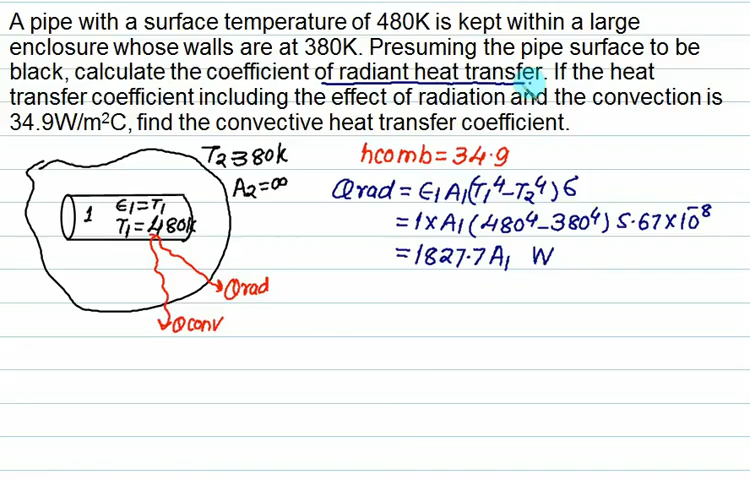 A pipe with a surface temperature of 480K is kept within a large
enclosure whose walls are at 380K. Presuming the pipe surface to be
black, calculate the coefficient of radiant heat transfer. If the heat
transfer coefficient including the effect of radiation and the convection is
34.9W/m²C, find the convective heat transfer coefficient.
T₂=380k
A₂=∞
1
ε₁=T₁
T₁=480k
Qrad
Qconv
hcomb=34.9
Qrad = ε₁A₁(T₁⁴-T₂⁴)6
=1×A₁(480⁴-380⁴)5.67×10⁻⁸
=1827.7A₁ W